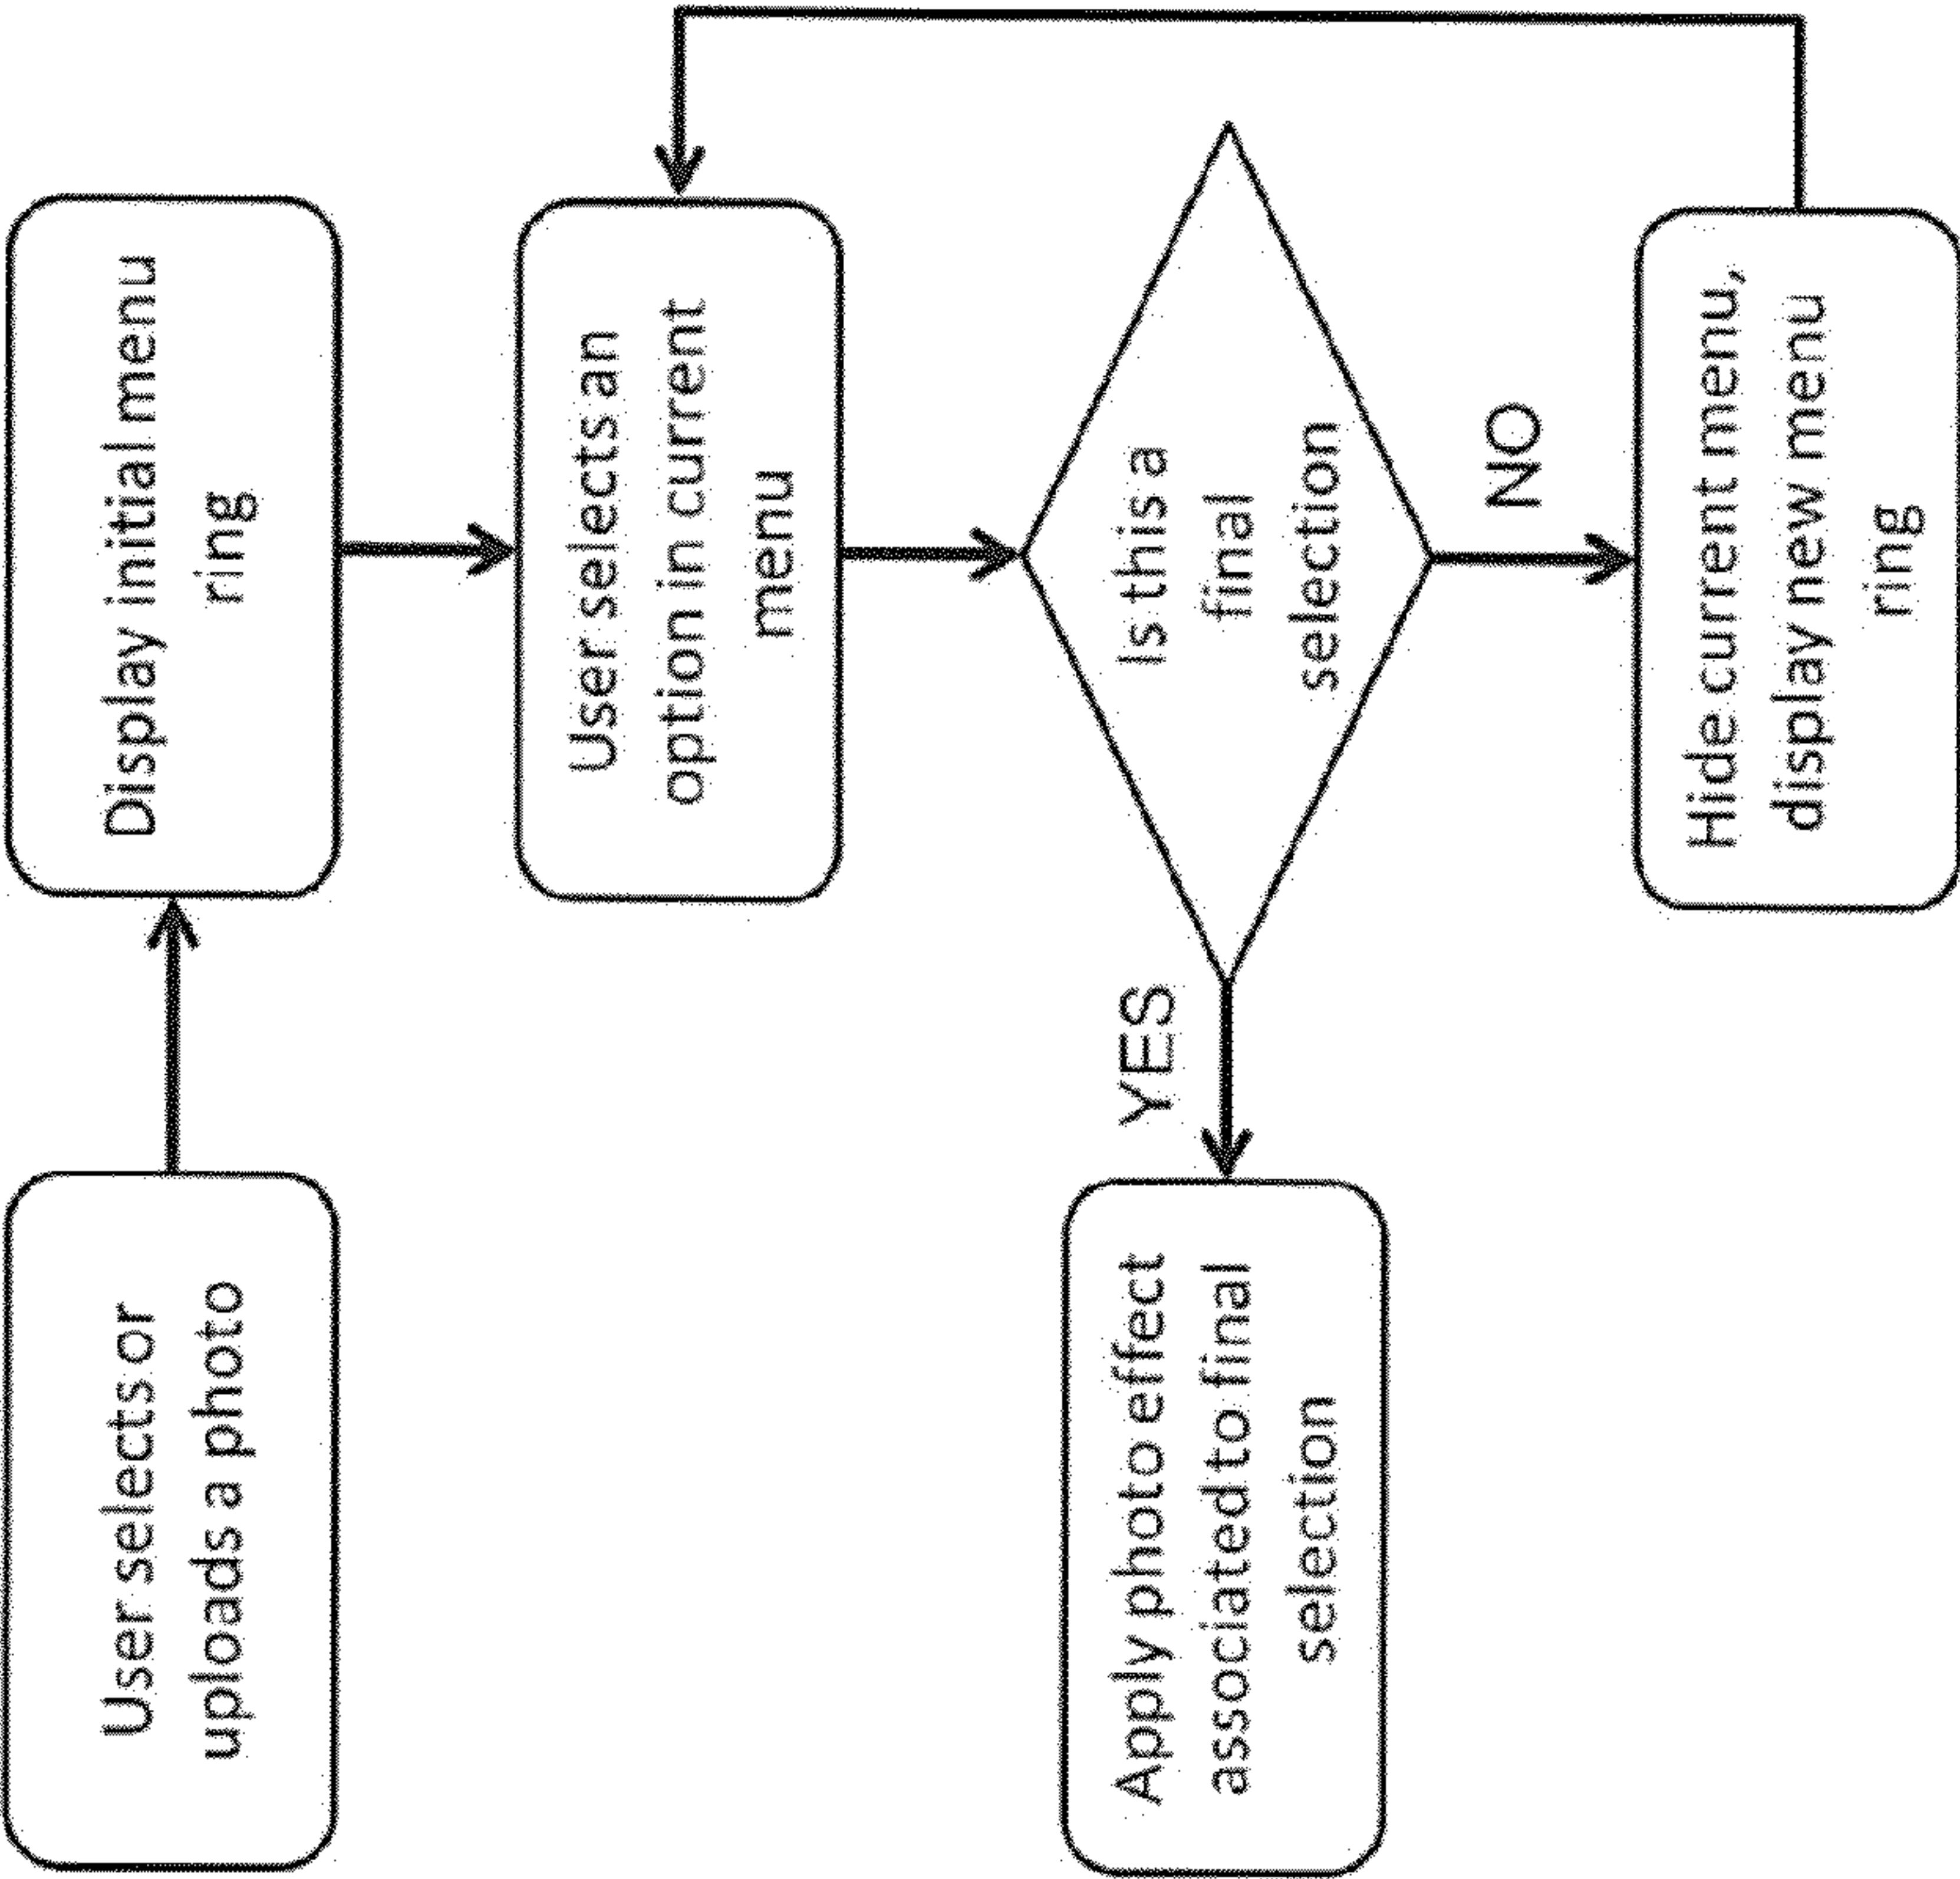 User selects or
uploads a photo
Display initial menu
ring
User selects an
option in current
menu
Is this a
final
selection
YES
Apply photo effect
associated to final
selection
NO
Hide current menu,
display new menu
ring